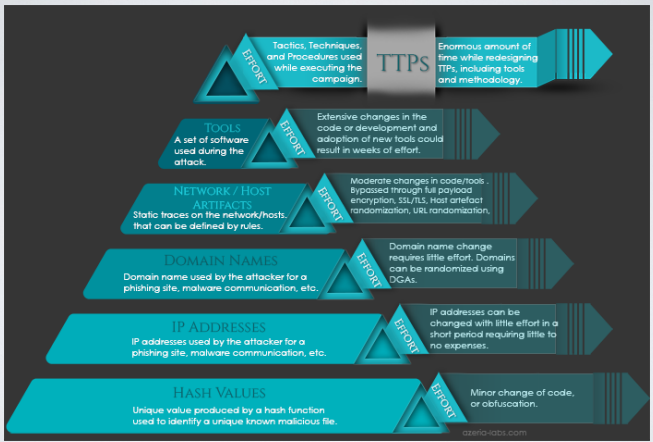 Tactics, Techniques,
and Procedures used
while executing the
campaign.
EFFORT
TTPs
Enormous amount of
time while redesigning
TTPs, including tools
and methodology.
Tools
A set of software
used during the
attack.
EFFORT
Extensive changes in the
code or development and
adoption of new tools could
result in weeks of effort.
Network / Host
Artifacts
Static traces on the network/hosts.
that can be defined by rules.
EFFORT
Moderate changes in code/tools .
Bypassed through full payload
encryption, SSL/TLS, Host artefact
randomization, URL randomization,
Domain Names
Domain name used by the attacker for a
phishing site, malware communication, etc.
EFFORT
Domain name change
requires little effort. Domains
can be randomized using
DGAs.
IP Addresses
IP addresses used by the attacker for a
phishing site, malware communication, etc.
EFFORT
IP addresses can be
changed with little effort in a
short period requiring little to
no expenses.
Hash Values
Unique value produced by a hash function
used to identify a unique known malicious file.
EFFORT
Minor change of code,
or obfuscation.
azeria-labs.com